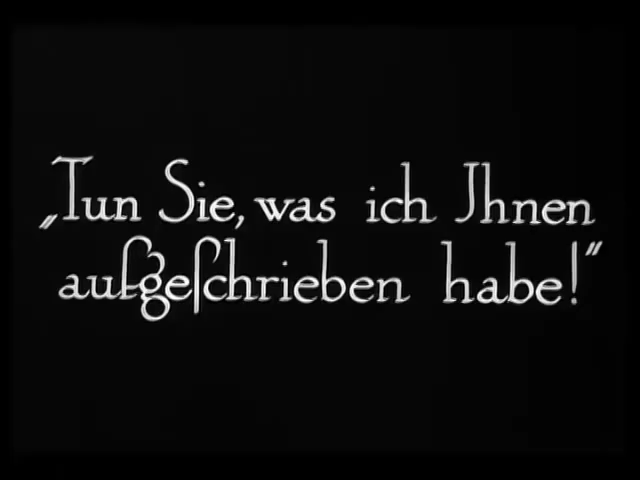 „Tun Sie, was ich Ihnen
aufgeſchrieben habe!“